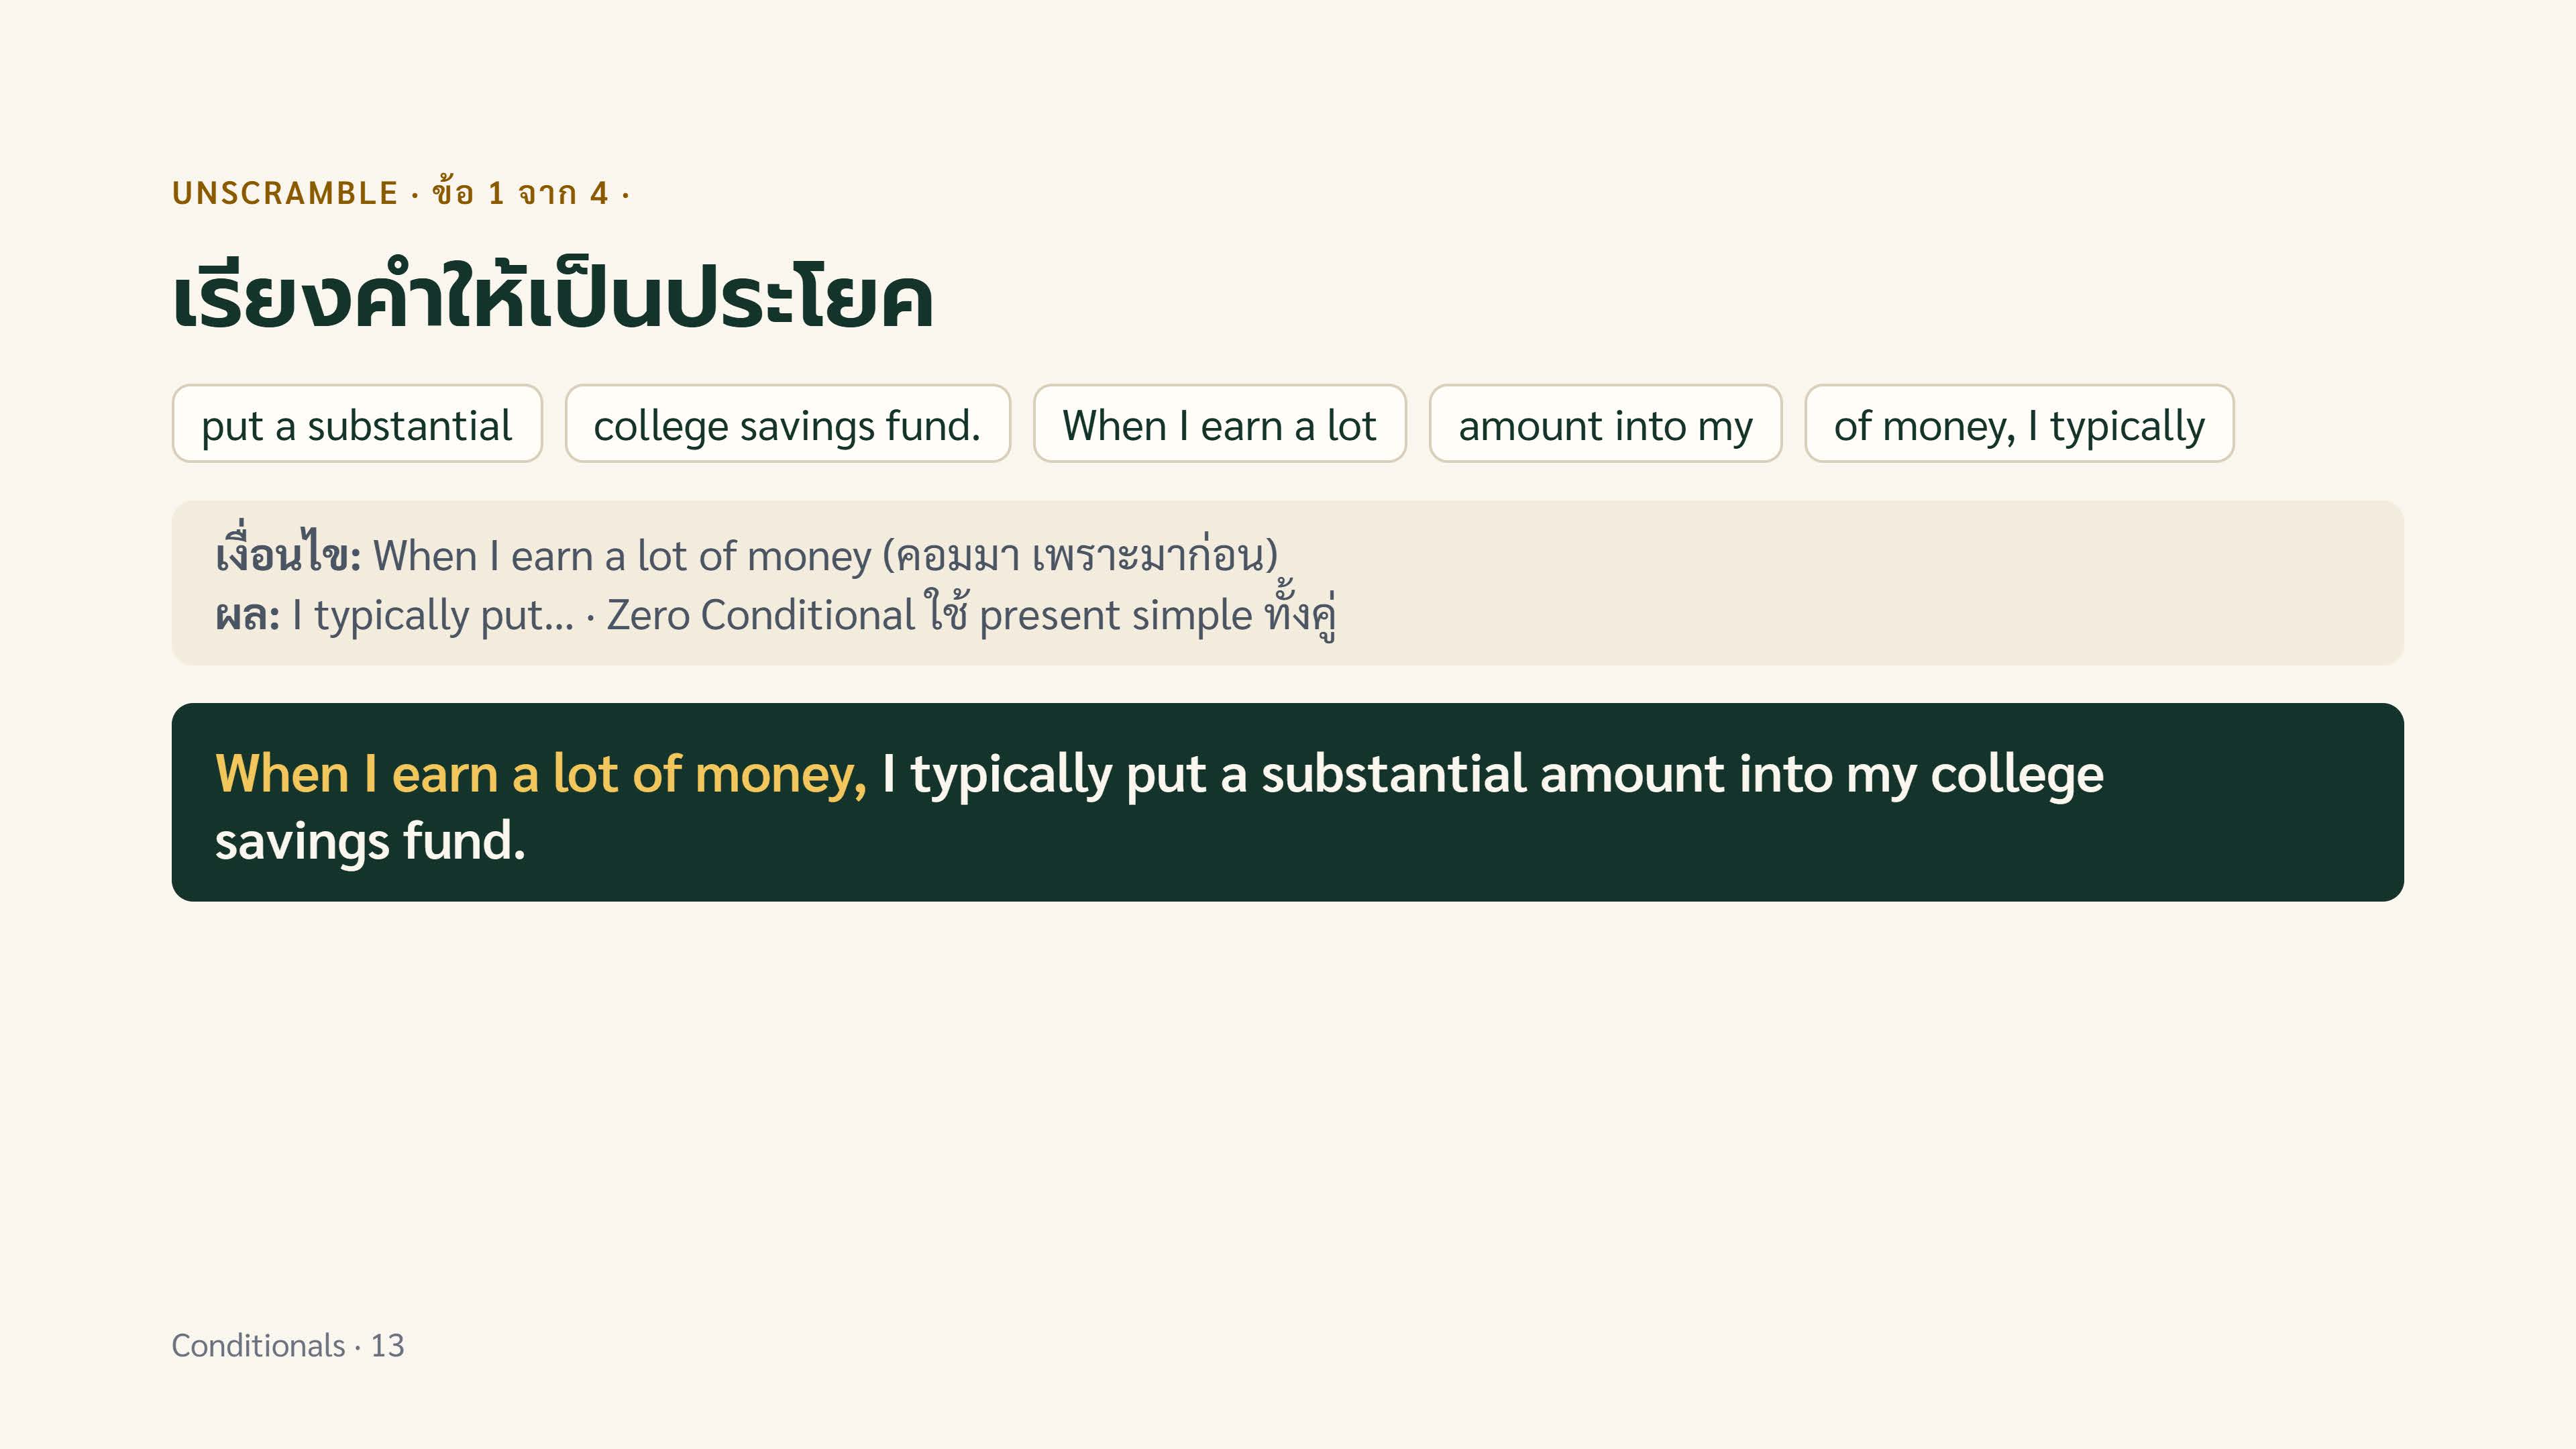 UNSCRAMBLE · ข้อ 1 จาก 4 ·
เรียงคำให้เป็นประโยค
put a substantial college savings fund. When I earn a lot amount into my of money, I typically
เงื่อนไข: When I earn a lot of money (คอมมา เพราะมาก่อน)
ผล: I typically put... · Zero Conditional ใช้ present simple ทั้งคู่
When I earn a lot of money, I typically put a substantial amount into my college
savings fund.
Conditionals · 13